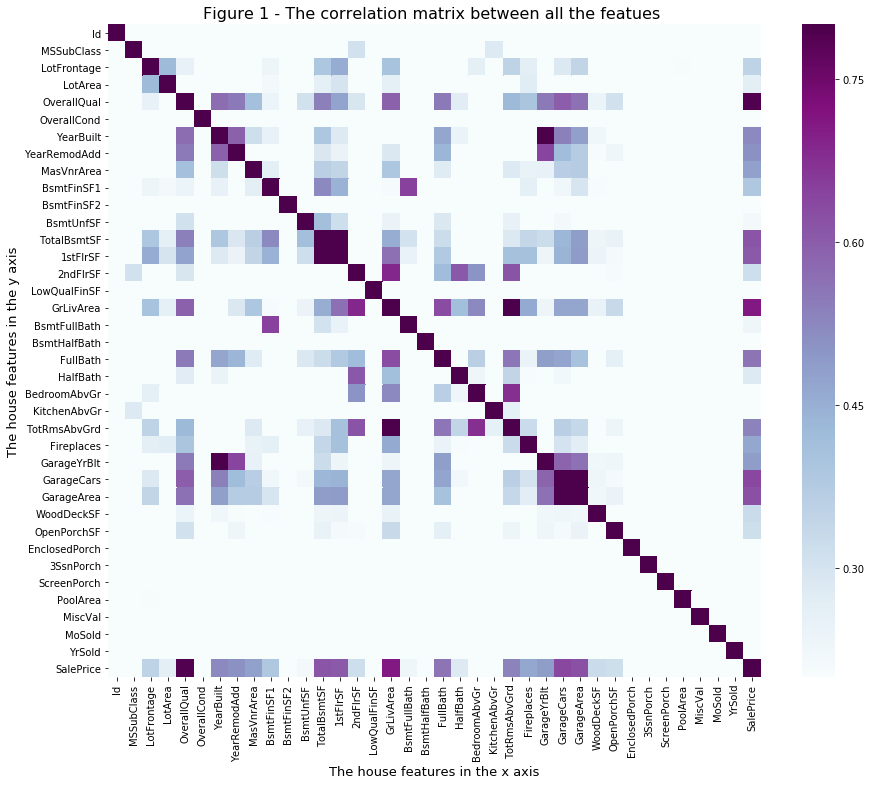 Figure 1 - The correlation matrix between all the featues
The house features in the y axis
Id
MSSubClass
LotFrontage
LotArea
OverallQual
OverallCond
YearBuilt
YearRemodAdd
MasVnrArea
BsmtFinSF1
BsmtFinSF2
BsmtUnfSF
TotalBsmtSF
1stFlrSF
2ndFlrSF
LowQualFinSF
GrLivArea
BsmtFullBath
BsmtHalfBath
FullBath
HalfBath
BedroomAbvGr
KitchenAbvGr
TotRmsAbvGrd
Fireplaces
GarageYrBlt
GarageCars
GarageArea
WoodDeckSF
OpenPorchSF
EnclosedPorch
3SsnPorch
ScreenPorch
PoolArea
MiscVal
MoSold
YrSold
SalePrice
Id
MSSubClass
LotFrontage
LotArea
OverallQual
OverallCond
YearBuilt
YearRemodAdd
MasVnrArea
BsmtFinSF1
BsmtFinSF2
BsmtUnfSF
TotalBsmtSF
1stFlrSF
2ndFlrSF
LowQualFinSF
GrLivArea
BsmtFullBath
BsmtHalfBath
FullBath
HalfBath
BedroomAbvGr
KitchenAbvGr
TotRmsAbvGrd
Fireplaces
GarageYrBlt
GarageCars
GarageArea
WoodDeckSF
OpenPorchSF
EnclosedPorch
3SsnPorch
ScreenPorch
PoolArea
MiscVal
MoSold
YrSold
SalePrice
The house features in the x axis
0.75
0.60
0.45
0.30